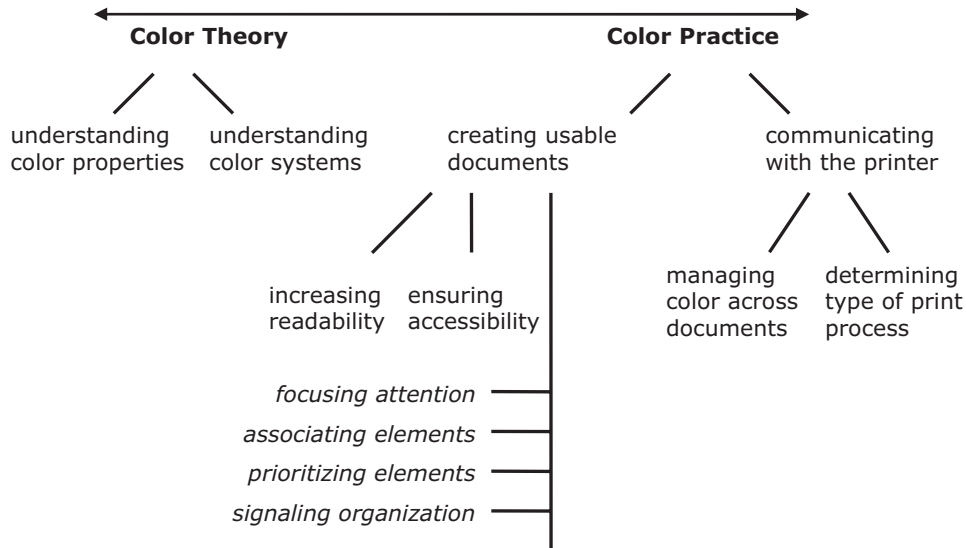 Color Theory
Color Practice
understanding
color properties
understanding
color systems
creating usable
documents
communicating
with the printer
increasing
readability
ensuring
accessibility
managing
color across
documents
determining
type of print
process
focusing attention
associating elements
prioritizing elements
signaling organization